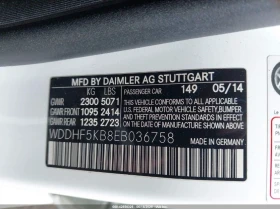 MFD BY DAIMLER AG STUTTGART
KG LBS PASSENGER CAR 149 05/14
GVWR 2300 5071
GAWR 1095 2414
GAWR 1235 2723
THIS VEHICLE CONFORMS TO ALL APPLICABLE
U.S. FEDERAL MOTOR VEHICLE SAFETY
BUMPER, AND THEFT PREVENTION STANDARDS
IN EFFECT ON THE DATE OF MANUFACTURE
SHOWN ABOVE
WDDHF5KB8EB036758
MADE IN GERMANY